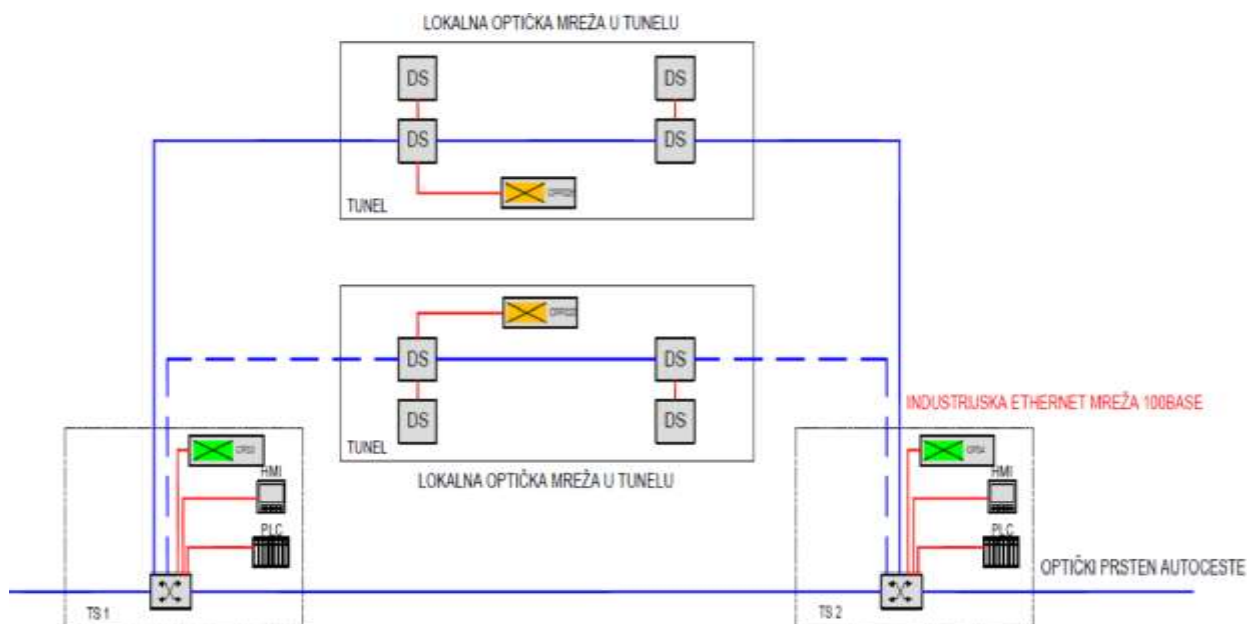 LOKALNA OPTIČKA MREŽA U TUNELU
DS
DS
DS
DS
TUNEL
DS
DS
INDUSTRIJSKA ETHERNET MREŽA 100BASE
DS
DS
TUNEL
LOKALNA OPTIČKA MREŽA U TUNELU
HMI
HMI
PLC
PLC
OPTIČKI PRSTEN AUTOCESTE
TS 1
TS 2